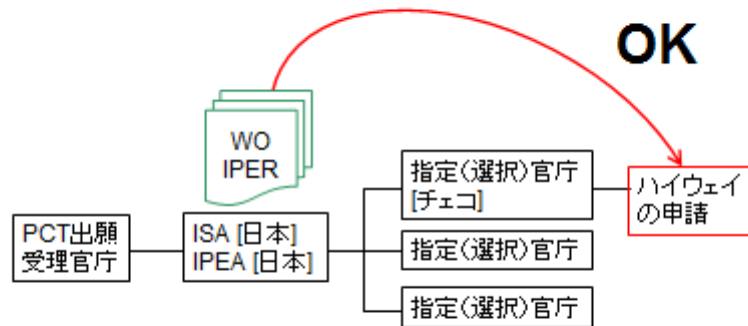 OK
WO
IPER
指定(選択)官庁
[チェコ]
ハイウェイ
の申請
PCT出願
受理官庁
ISA [日本]
IPEA [日本]
指定(選択)官庁
指定(選択)官庁